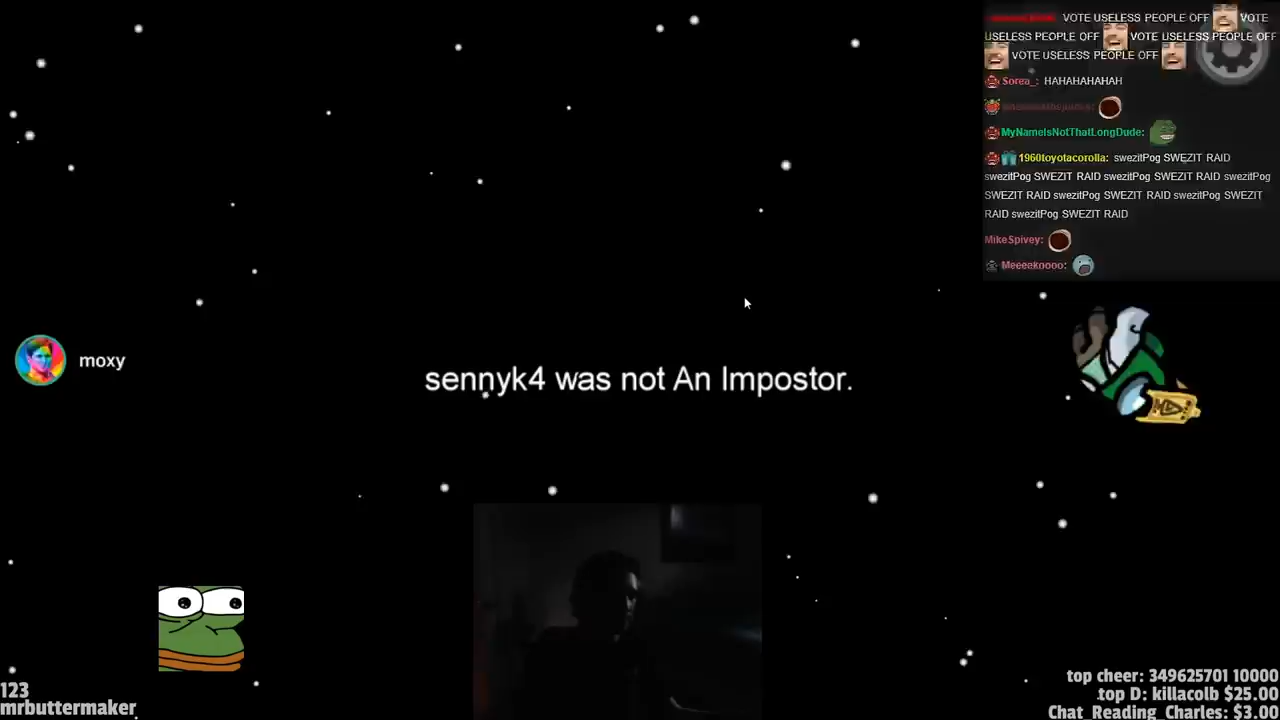 VOTE USELESS PEOPLE OFF VOTE
USELESS PEOPLE OFF VOTE USELESS PEOPLE OFF
VOTE USELESS PEOPLE OFF
Sorea_: HAHAHAHAHAH
MyNameIsNotThatLongDude:
1960toyotacorolla: swezitPog SWEZIT RAID
swezitPog SWEZIT RAID swezitPog SWEZIT RAID swezitPog
SWEZIT RAID swezitPog SWEZIT RAID swezitPog SWEZIT
RAID swezitPog SWEZIT RAID
MikeSpivey:
Meeeekoooo:
moxy
sennyk4 was not An Impostor.
123
mrbuttermaker
top cheer: 349625701 10000
top D: killacolb $25.00
Chat_Reading_Charles: $3.00